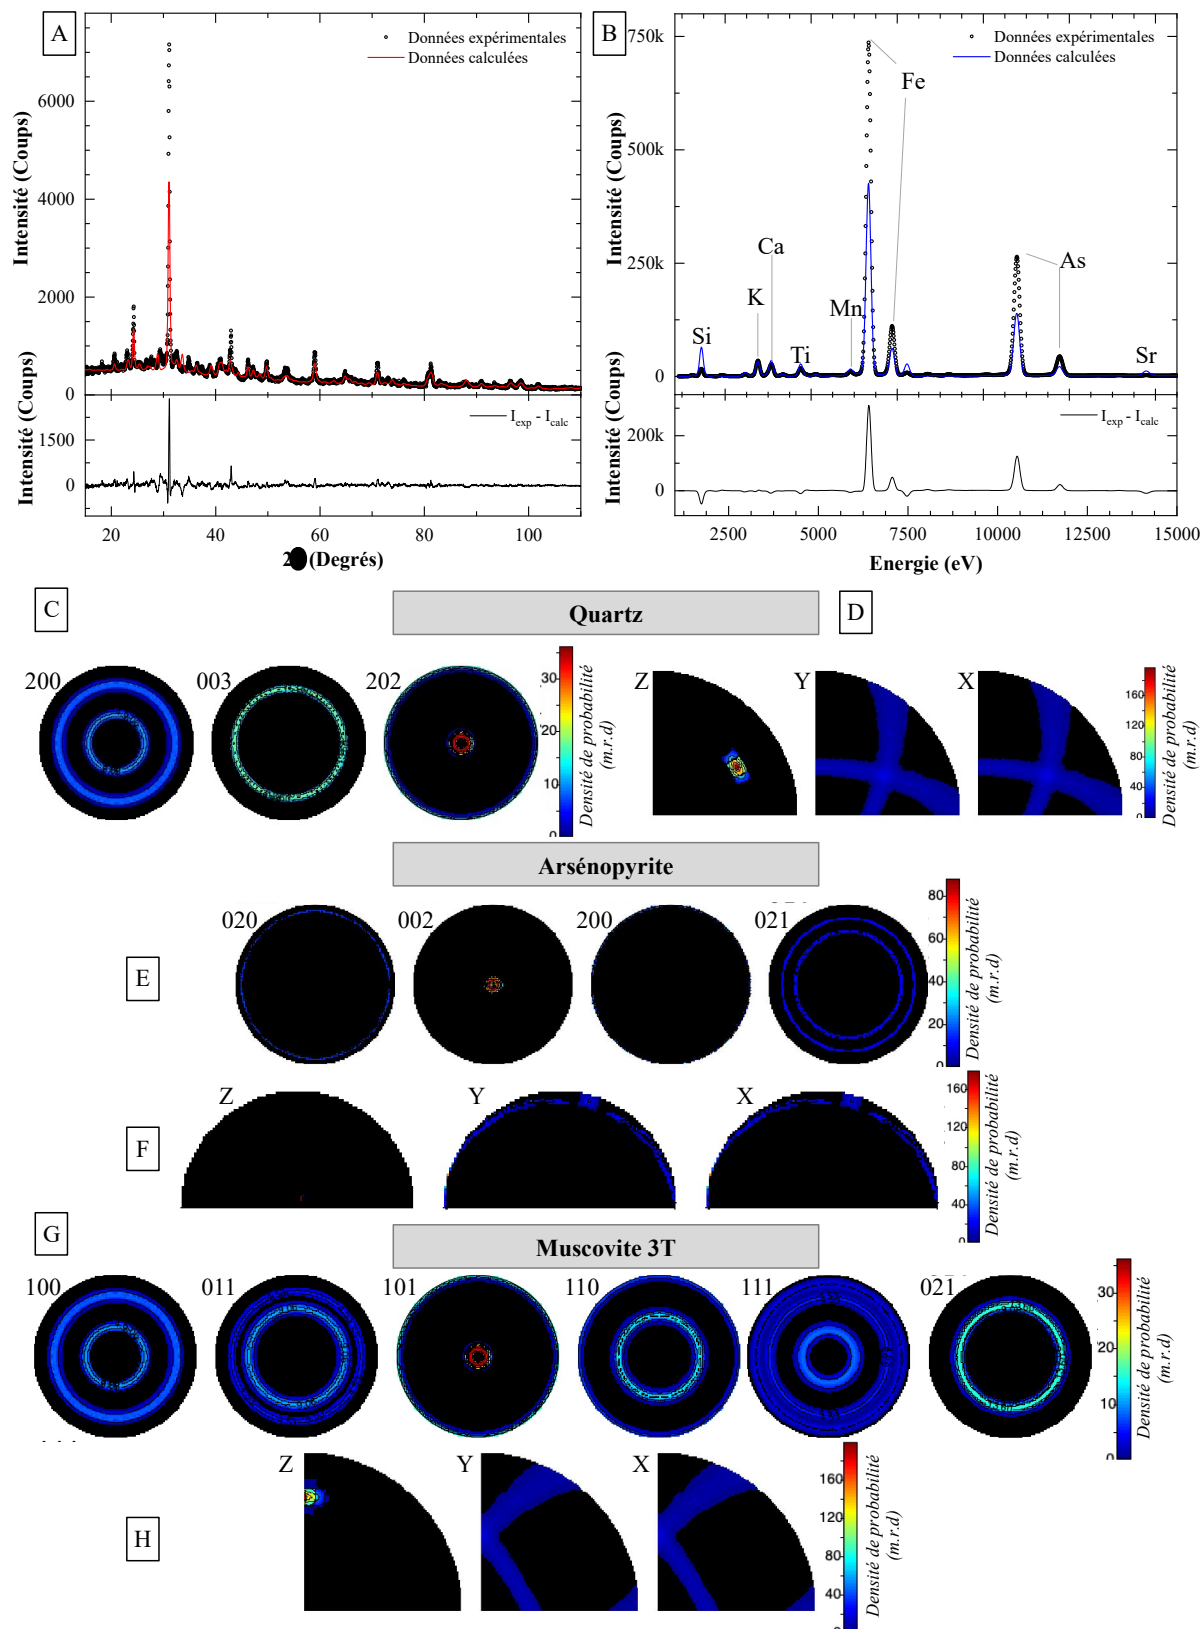 A
Données expérimentales
Données calculées
Intensité (Coups)
6000
4000
2000
0
Intensité (Coups)
1500
0
I_exp - I_calc
20 40 60 80 100
(Degrés)
B
Données expérimentales
Données calculées
Intensité (Coups)
750k
500k
250k
0
Fe
Ca
K
Mn
As
Si
Ti
Sr
Intensité (Coups)
200k
0
I_exp - I_calc
2500 5000 7500 10000 12500 15000
Energie (eV)
C
Quartz
D
200 003 202
30
20
10
0
Densité de probabilité
(m.r.d)
Z Y X
160
120
80
40
0
Densité de probabilité
(m.r.d)
Arsénopyrite
E
020 002 200 021
80
60
40
20
0
Densité de probabilité
(m.r.d)
F
Z Y X
160
120
80
40
0
Densité de probabilité
(m.r.d)
G
Muscovite 3T
100 011 101 110 111 021
30
20
10
0
Densité de probabilité
(m.r.d)
H
Z Y X
160
120
80
40
0
Densité de probabilité
(m.r.d)